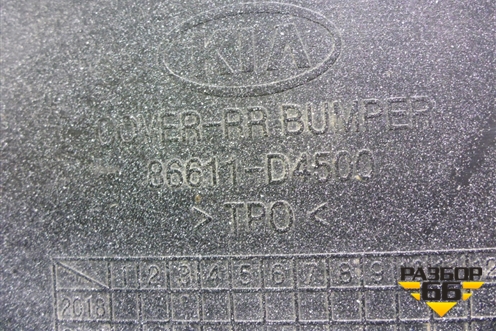 KIA
COVER-RR BUMPER
86611-D4500
> TPO <
1 2 3 4 5 6 7 8 9
2018
РАЗБОР
66